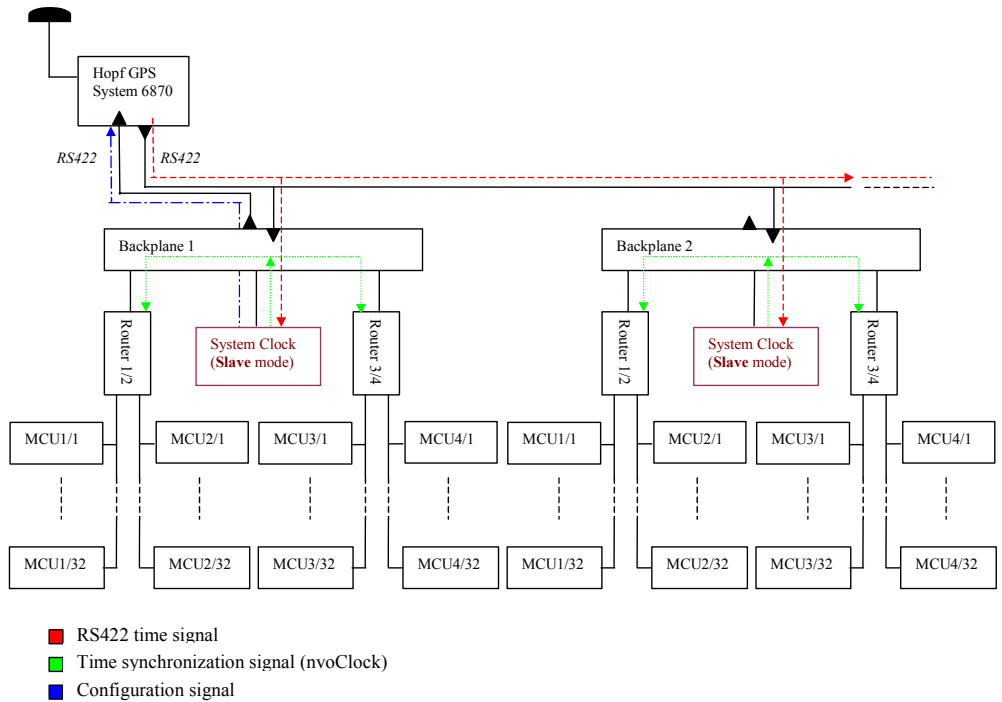 Hopf GPS
System 6870
RS422
RS422
Backplane 1
Backplane 2
Router 1/2
System Clock
(Slave mode)
Router 3/4
Router 1/2
System Clock
(Slave mode)
Router 3/4
MCU1/1
MCU2/1
MCU3/1
MCU4/1
MCU1/1
MCU2/1
MCU3/1
MCU4/1
MCU1/32
MCU2/32
MCU3/32
MCU4/32
MCU1/32
MCU2/32
MCU3/32
MCU4/32
RS422 time signal
Time synchronization signal (nvoClock)
Configuration signal